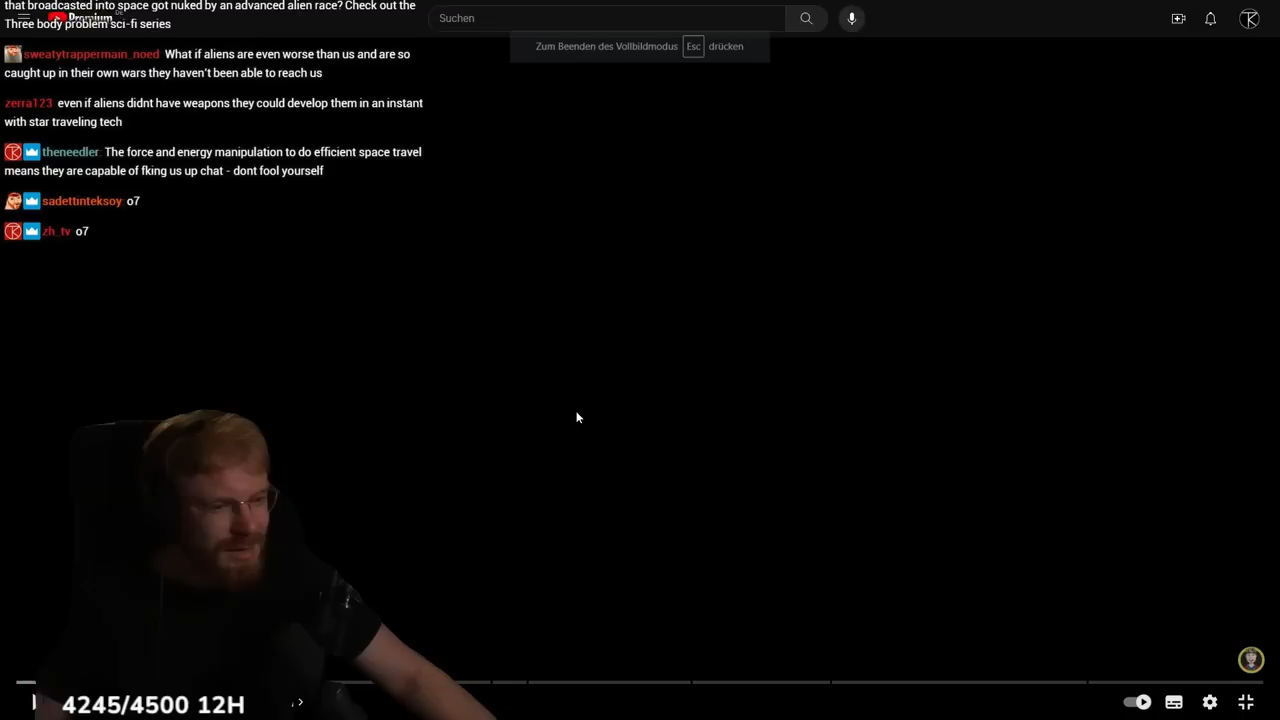 that broadcasted into space got nuked by an advanced alien race? Check out the
Three body problem sci-fi series
Premium
DE
Suchen
Zum Beenden des Vollbildmodus Esc drücken
sweatytrappermain_noed What if aliens are even worse than us and are so
caught up in their own wars they haven't been able to reach us
zerra123 even if aliens didnt have weapons they could develop them in an instant
with star traveling tech
theneedler: The force and energy manipulation to do efficient space travel
means they are capable of fking us up chat - dont fool yourself
sadettınteksoy: o7
zh_tv: o7
4245/4500 12H